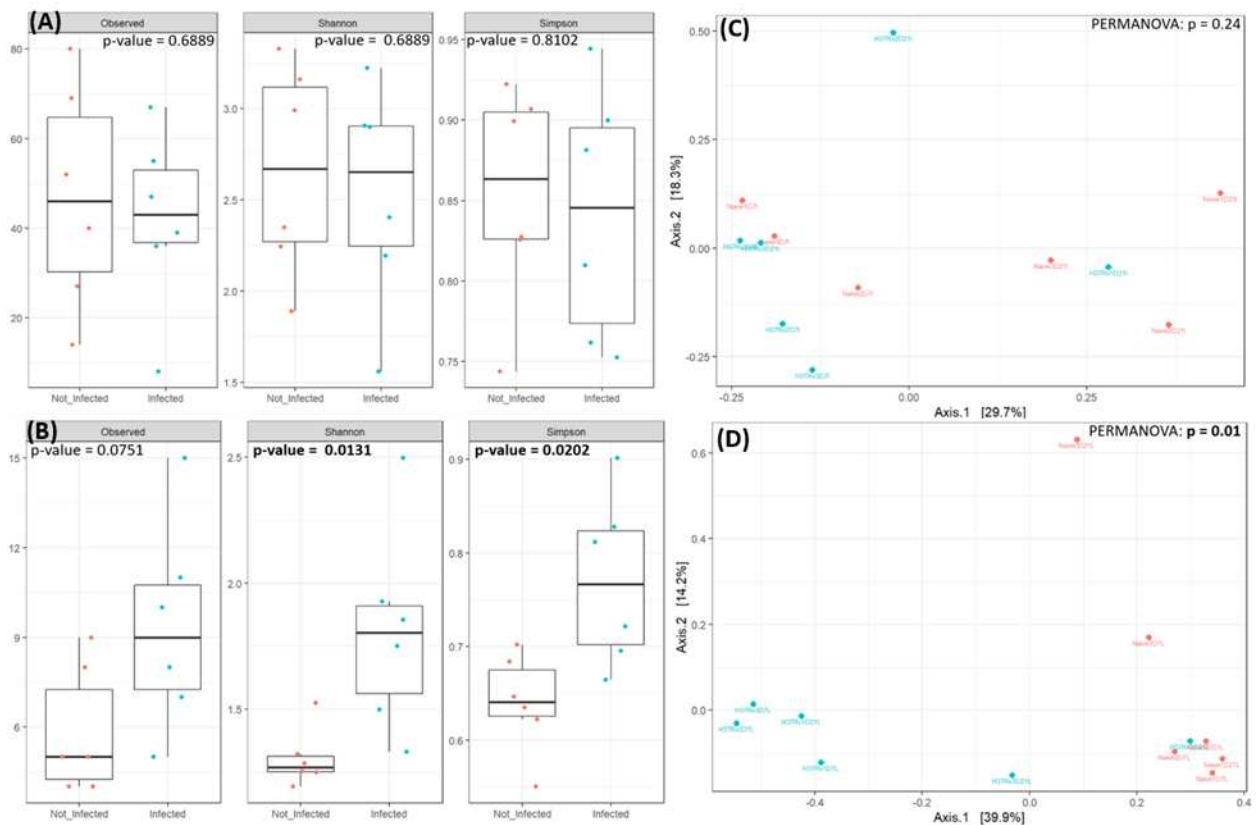 (A)
Observed
Shannon
Simpson
p-value = 0.6889
p-value = 0.6889
p-value = 0.8102
80
60
40
20
3.0
2.5
2.0
1.5
0.95
0.90
0.85
0.80
0.75
Not_Infected
Infected
Not_Infected
Infected
Not_Infected
Infected
(C)
PERMANOVA: p = 0.24
0.50
0.25
0.00
-0.25
Axis.2 [18.3%]
-0.25
0.00
0.25
Axis.1 [29.7%]
(B)
Observed
Shannon
Simpson
p-value = 0.0751
p-value = 0.0131
p-value = 0.0202
15
12
9
6
2.5
2.0
1.5
0.9
0.8
0.7
0.6
Not_Infected
Infected
Not_Infected
Infected
Not_Infected
Infected
(D)
PERMANOVA: p = 0.01
0.6
0.4
0.2
0.0
Axis.2 [14.2%]
-0.4
-0.2
0.0
0.2
0.4
Axis.1 [39.9%]